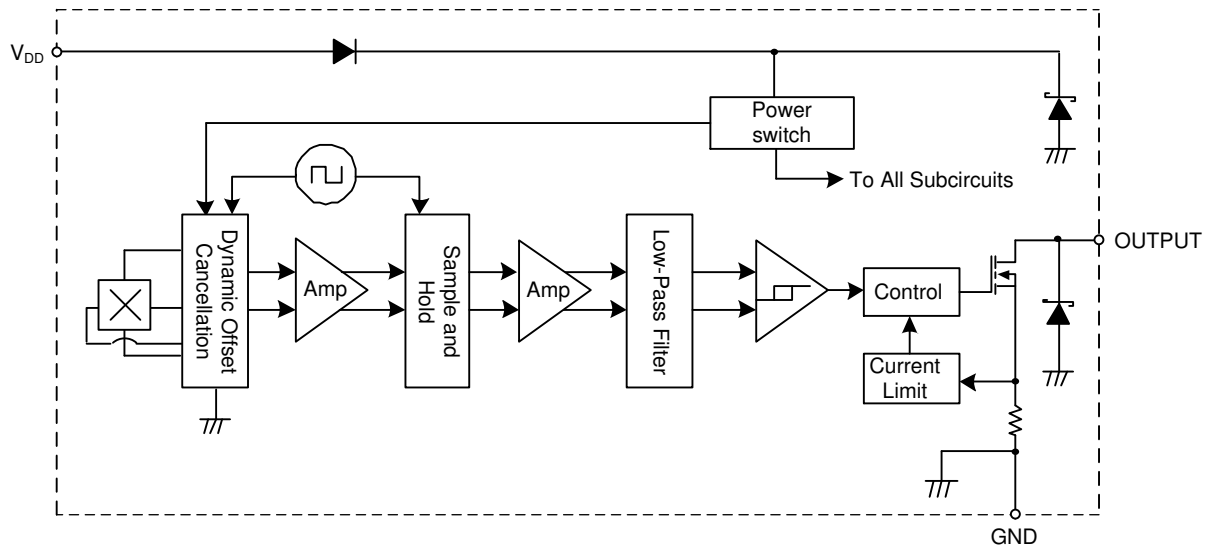 VDD
Power
switch
To All Subcircuits
Dynamic Offset
Cancellation
Amp
Sample and
Hold
Amp
Low-Pass Filter
Control
Current
Limit
OUTPUT
GND